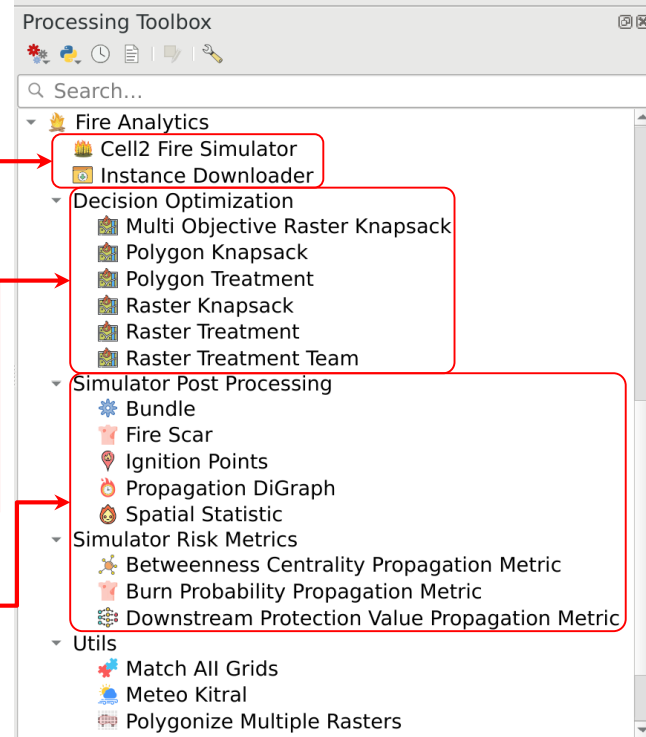 Processing Toolbox
Search...
Fire Analytics
Cell2 Fire Simulator
Instance Downloader
Decision Optimization
Multi Objective Raster Knapsack
Polygon Knapsack
Polygon Treatment
Raster Knapsack
Raster Treatment
Raster Treatment Team
Simulator Post Processing
Bundle
Fire Scar
Ignition Points
Propagation DiGraph
Spatial Statistic
Simulator Risk Metrics
Betweenness Centrality Propagation Metric
Burn Probability Propagation Metric
Downstream Protection Value Propagation Metric
Utils
Match All Grids
Meteo Kitral
Polygonize Multiple Rasters